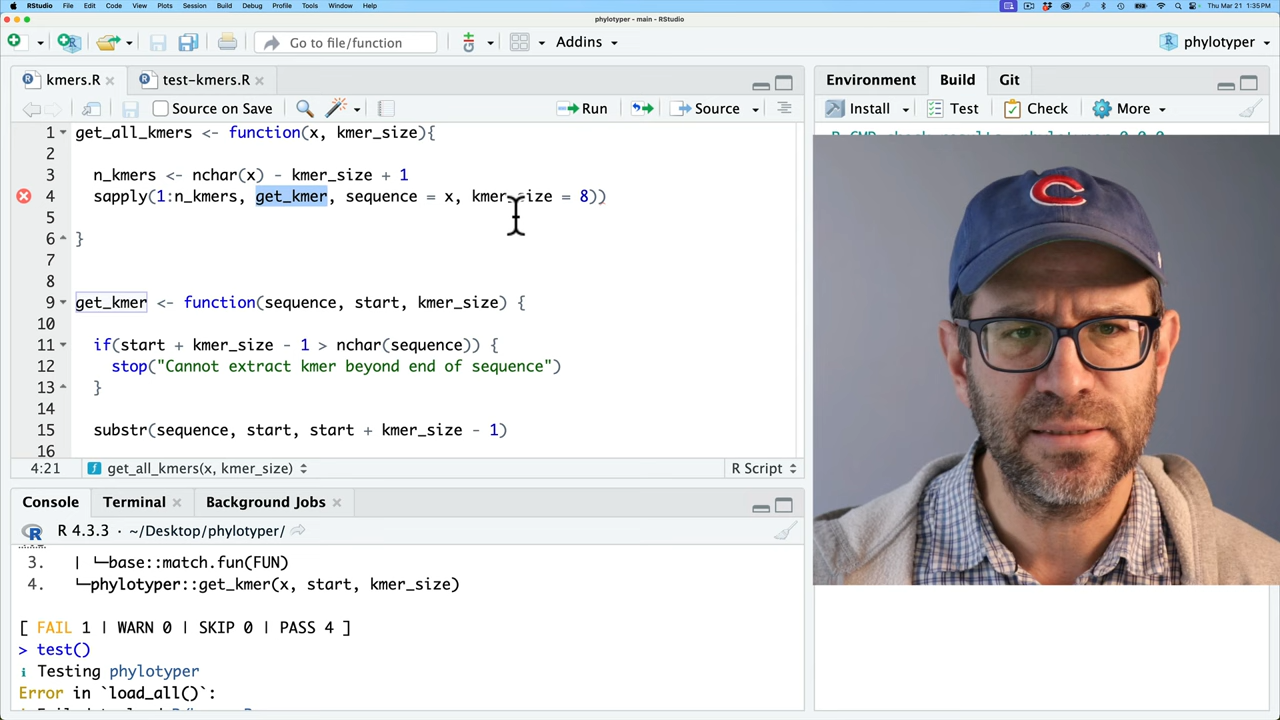 RStudio File Edit Code View Plots Session Build Debug Profile Tools Window Help Thu Mar 21 1:35 PM
phylotyper - main - RStudio
Go to file/function Addins phylotyper
kmers.R test-kmers.R Environment Build Git
Source on Save Run Source Install Test Check More
1 get_all_kmers <- function(x, kmer_size){
2
3 n_kmers <- nchar(x) - kmer_size + 1
4 sapply(1:n_kmers, get_kmer, sequence = x, kmer_size = 8))
5
6 }
7
8
9 get_kmer <- function(sequence, start, kmer_size) {
10
11 if(start + kmer_size - 1 > nchar(sequence)) {
12 stop("Cannot extract kmer beyond end of sequence")
13 }
14
15 substr(sequence, start, start + kmer_size - 1)
16
4:21 get_all_kmers(x, kmer_size) R Script
Console Terminal Background Jobs
R 4.3.3 · ~/Desktop/phylotyper/
3. | └─base::match.fun(FUN)
4. └─phylotyper::get_kmer(x, start, kmer_size)
[ FAIL 1 | WARN 0 | SKIP 0 | PASS 4 ]
> test()
ℹ Testing phylotyper
Error in `load_all()`: